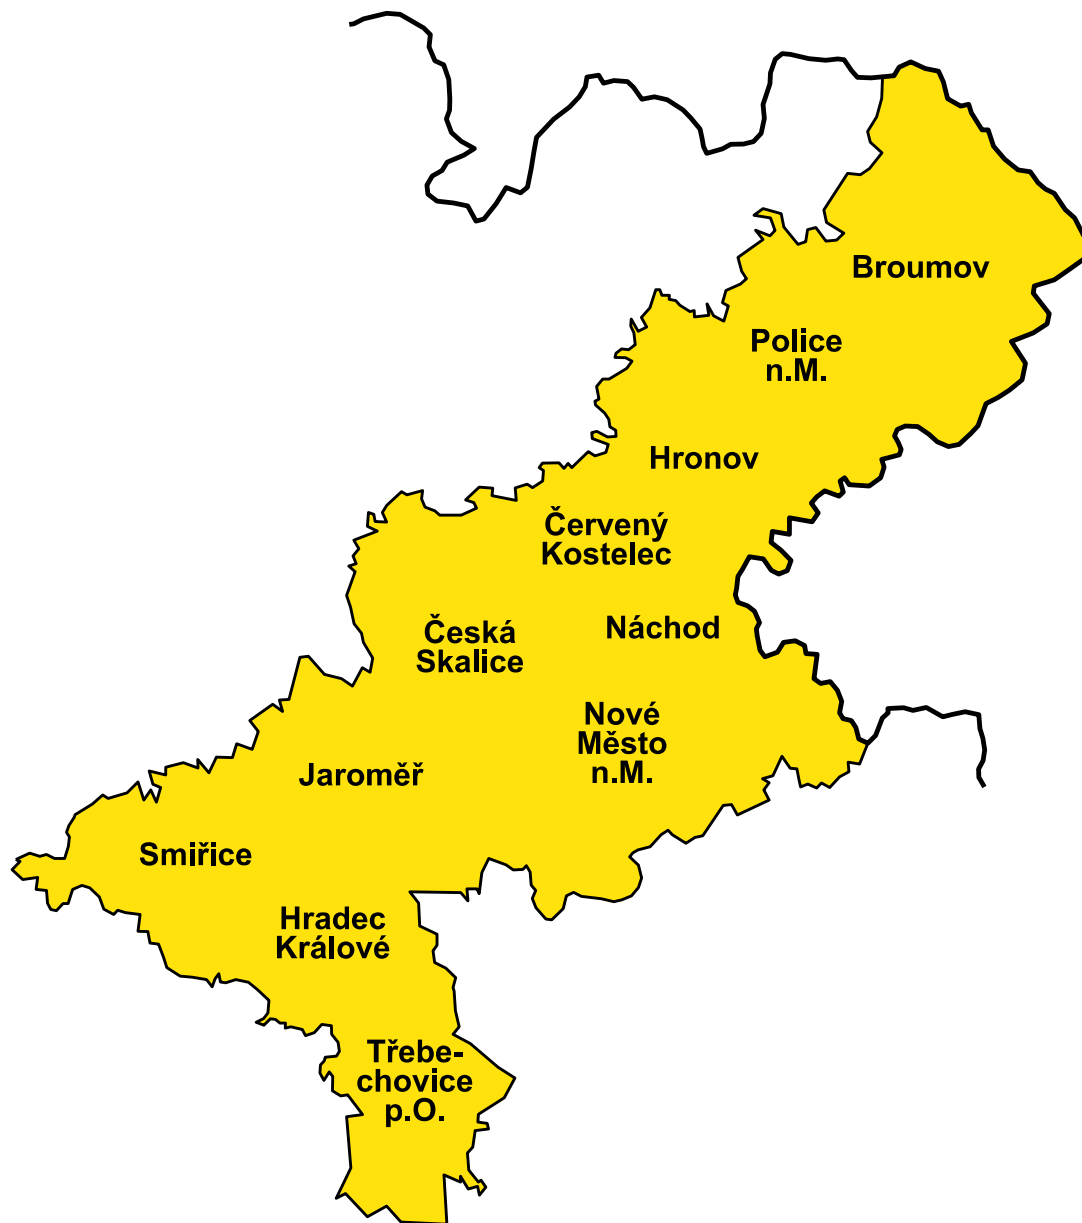 Broumov
Police
n.M.
Hronov
Červený
Kostelec
Česká
Skalice
Náchod
Nové
Město
n.M.
Jaroměř
Smiřice
Hradec
Králové
Třebe-
chovice
p.O.